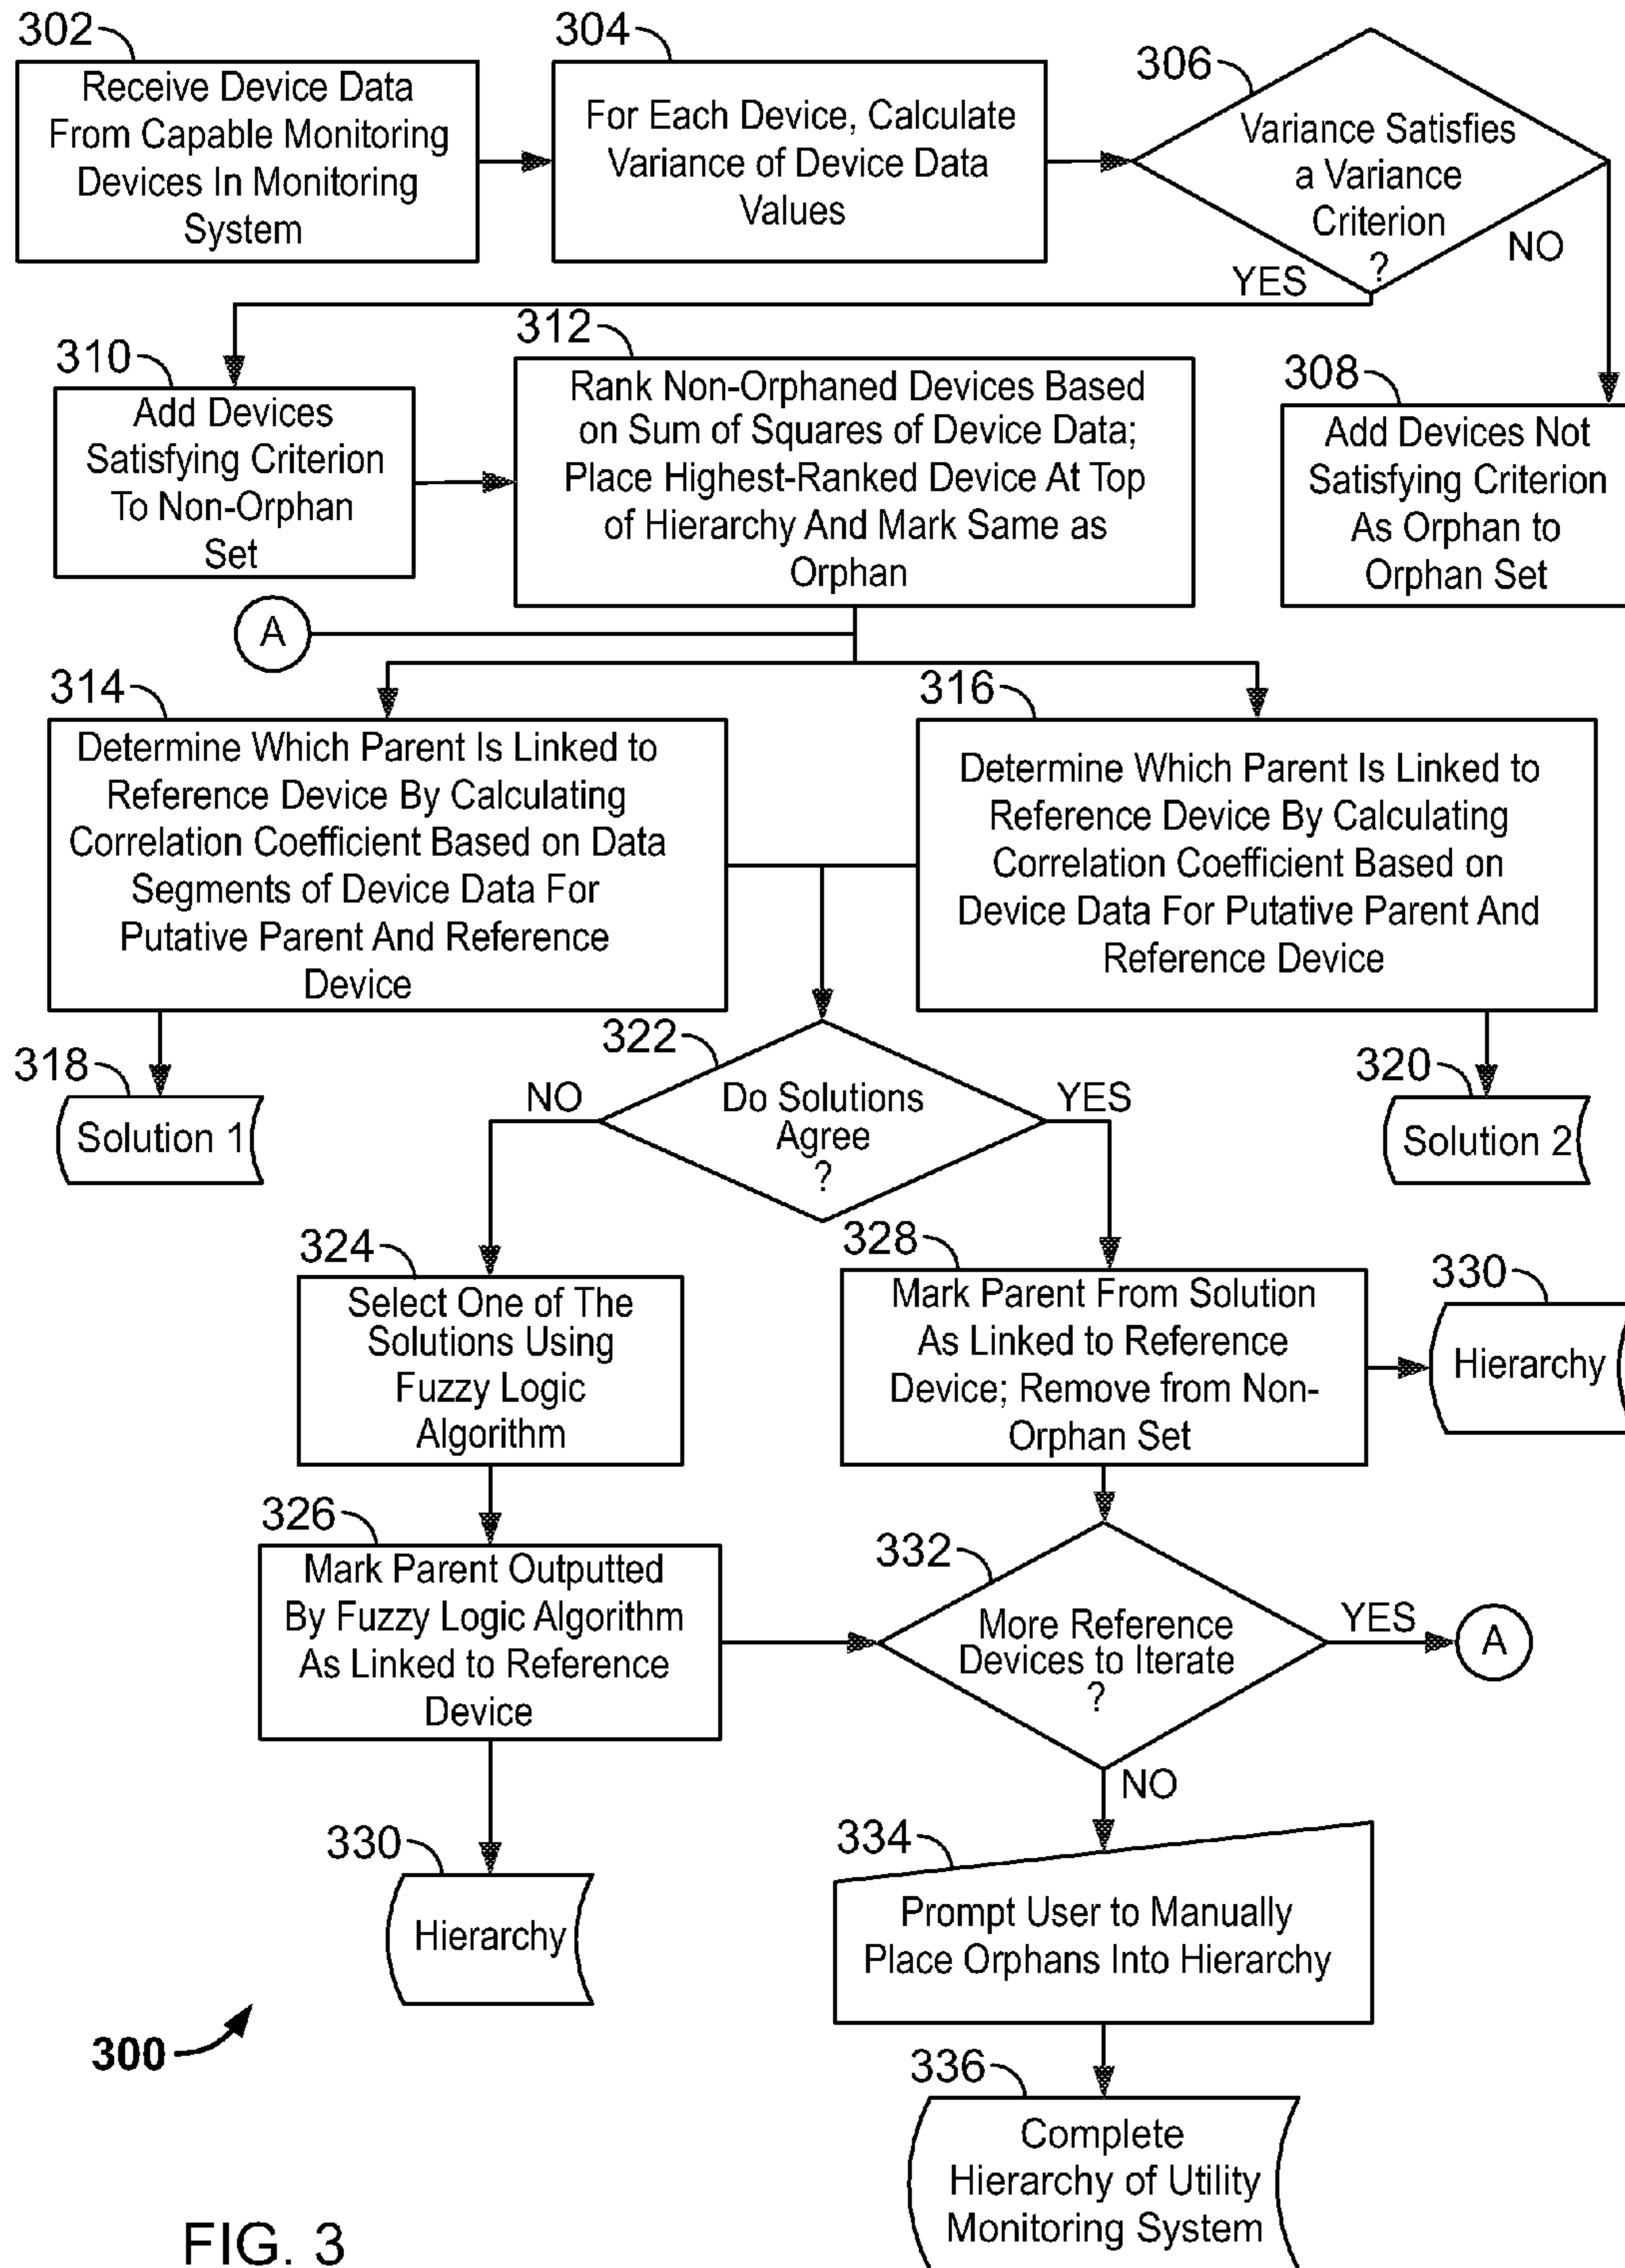 302
Receive Device Data
From Capable Monitoring
Devices In Monitoring
System
304
For Each Device, Calculate
Variance of Device Data
Values
306
Variance Satisfies
a Variance
Criterion
?
YES
NO
308
Add Devices Not
Satisfying Criterion
As Orphan to
Orphan Set
310
Add Devices
Satisfying Criterion
To Non-Orphan
Set
312
Rank Non-Orphaned Devices Based
on Sum of Squares of Device Data;
Place Highest-Ranked Device At Top
of Hierarchy And Mark Same as
Orphan
A
314
Determine Which Parent Is Linked to
Reference Device By Calculating
Correlation Coefficient Based on Data
Segments of Device Data For
Putative Parent And Reference
Device
316
Determine Which Parent Is Linked to
Reference Device By Calculating
Correlation Coefficient Based on
Device Data For Putative Parent And
Reference Device
318
Solution 1
320
Solution 2
322
Do Solutions
Agree
?
NO
YES
324
Select One of The
Solutions Using
Fuzzy Logic
Algorithm
328
Mark Parent From Solution
As Linked to Reference
Device; Remove from Non-
Orphan Set
330
Hierarchy
326
Mark Parent Outputted
By Fuzzy Logic Algorithm
As Linked to Reference
Device
332
More Reference
Devices to Iterate
?
YES
A
NO
330
Hierarchy
334
Prompt User to Manually
Place Orphans Into Hierarchy
300
336
Complete
Hierarchy of Utility
Monitoring System
FIG. 3